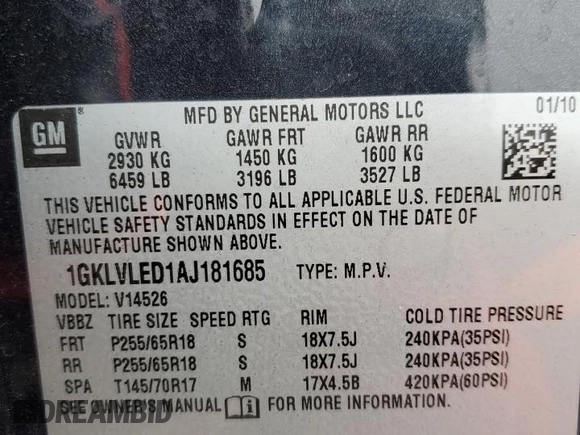 MFD BY GENERAL MOTORS LLC 01/10
GM
GVWR GAWR FRT GAWR RR
2930 KG 1450 KG 1600 KG
6459 LB 3196 LB 3527 LB
THIS VEHICLE CONFORMS TO ALL APPLICABLE U.S. FEDERAL MOTOR
VEHICLE SAFETY STANDARDS IN EFFECT ON THE DATE OF
MANUFACTURE SHOWN ABOVE.
1GKLVLED1AJ181685 TYPE: M.P.V.
MODEL: V14526
VBBZ TIRE SIZE SPEED RTG RIM COLD TIRE PRESSURE
FRT P255/65R18 S 18X7.5J 240KPA(35PSI)
RR P255/65R18 S 18X7.5J 240KPA(35PSI)
SPA T145/70R17 M 17X4.5B 420KPA(60PSI)
SEE OWNER'S MANUAL FOR MORE INFORMATION.
DREAMBID